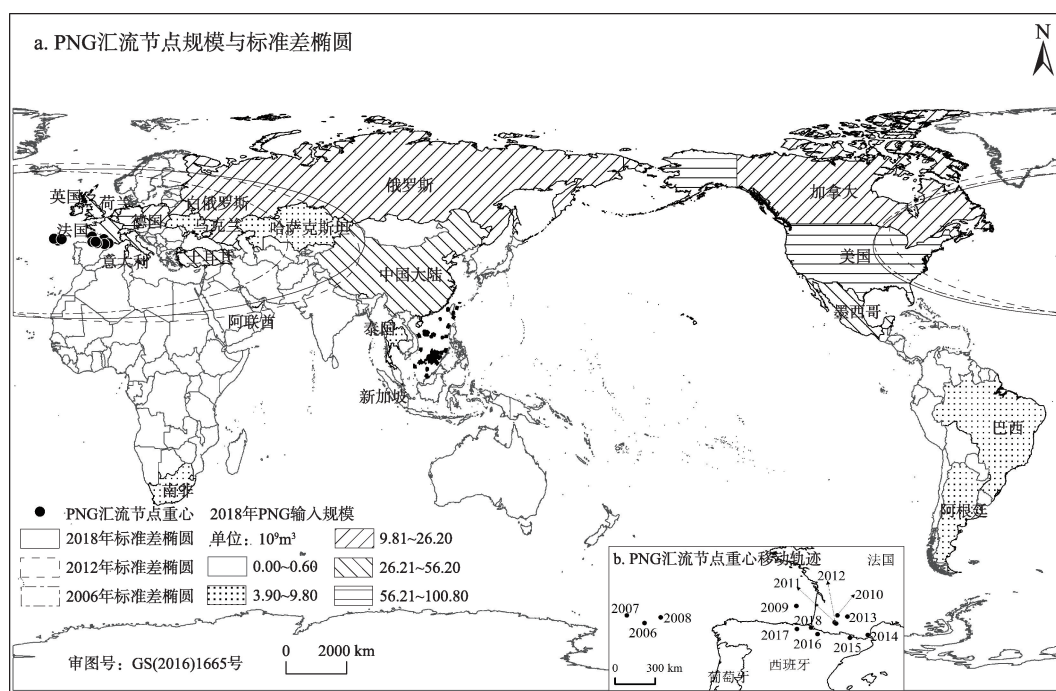 a. PNG汇流节点规模与标准差椭圆
N
俄罗斯
加拿大
英国
荷兰
白俄罗斯
德国
乌克兰
哈萨克斯坦
法国
意大利
土耳其
中国大陆
美国
墨西哥
阿联酋
泰国
新加坡
巴西
南非
阿根廷
PNG汇流节点重心
2018年PNG输入规模
2018年标准差椭圆
单位：10⁹m³
9.81~26.20
2012年标准差椭圆
0.00~0.60
26.21~56.20
2006年标准差椭圆
3.90~9.80
56.21~100.80
审图号：GS(2016)1665号
0 2000 km
b. PNG汇流节点重心移动轨迹
法国
2011
2012
2010
2009
2007
2008
2006
2018
2013
2017
2016
2015
2014
0 300 km
葡萄牙
西班牙